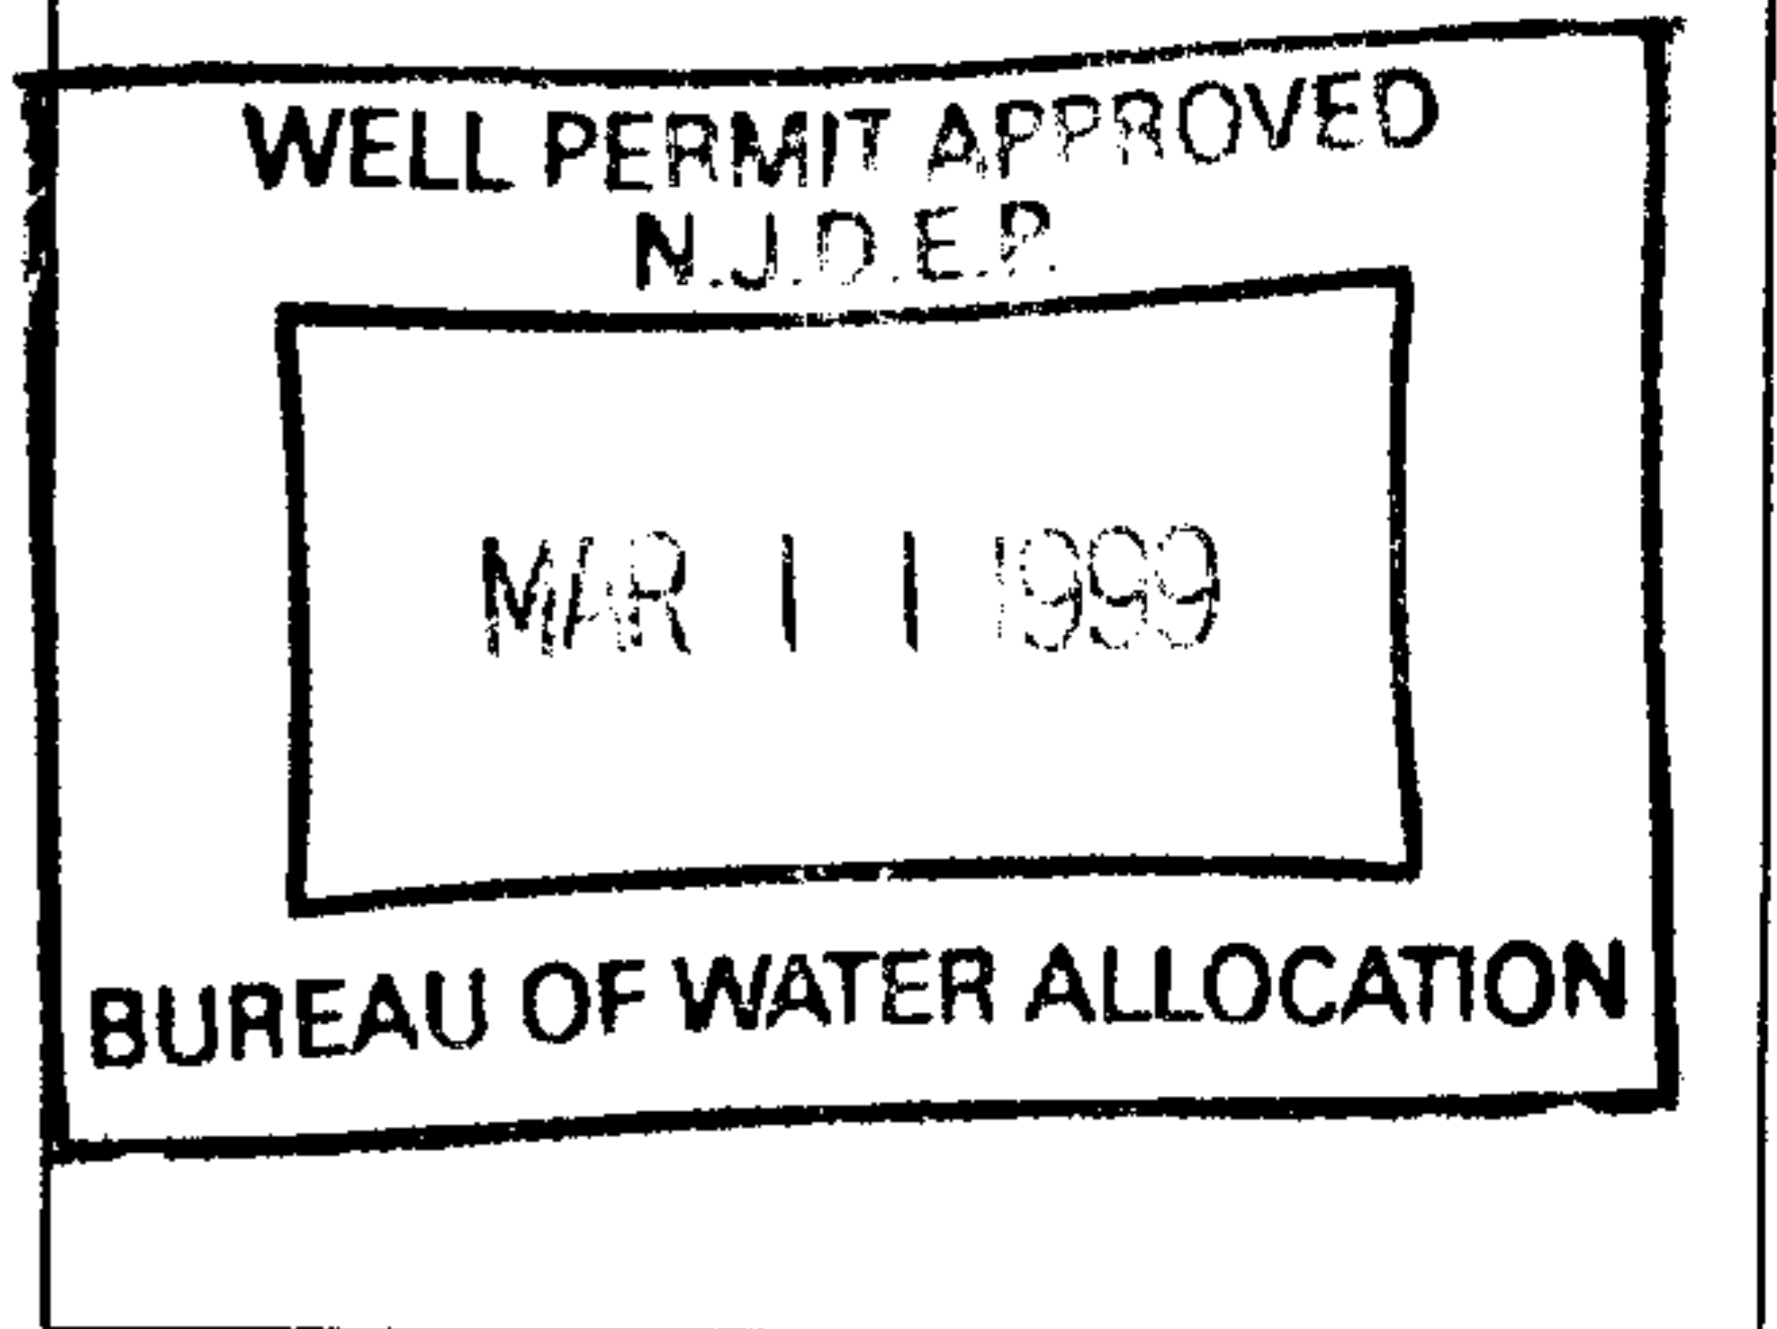 WELL PERMIT APPROVED
N.J.D.E.P.
MAR 11 1999
BUREAU OF WATER ALLOCATION